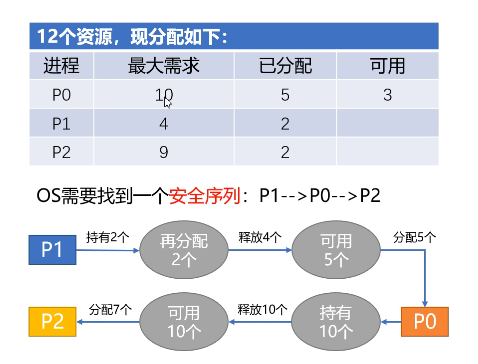 12个资源，现分配如下：
进程 最大需求 已分配 可用
P0 10 5 3
P1 4 2
P2 9 2
OS需要找到一个安全序列：P1-->P0-->P2
P1 持有2个 再分配 2个 释放4个 可用 5个 分配5个
P2 分配7个 可用 10个 释放10个 持有 10个 P0